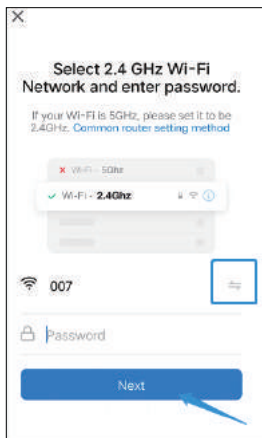 Select 2.4 GHz Wi-Fi
Network and enter password.
If your Wi-Fi is 5GHz, please set it to be
2.4GHz. Common router setting method
Wi-Fi - 5Ghz
Wi-Fi - 2.4Ghz
007
Password
Next